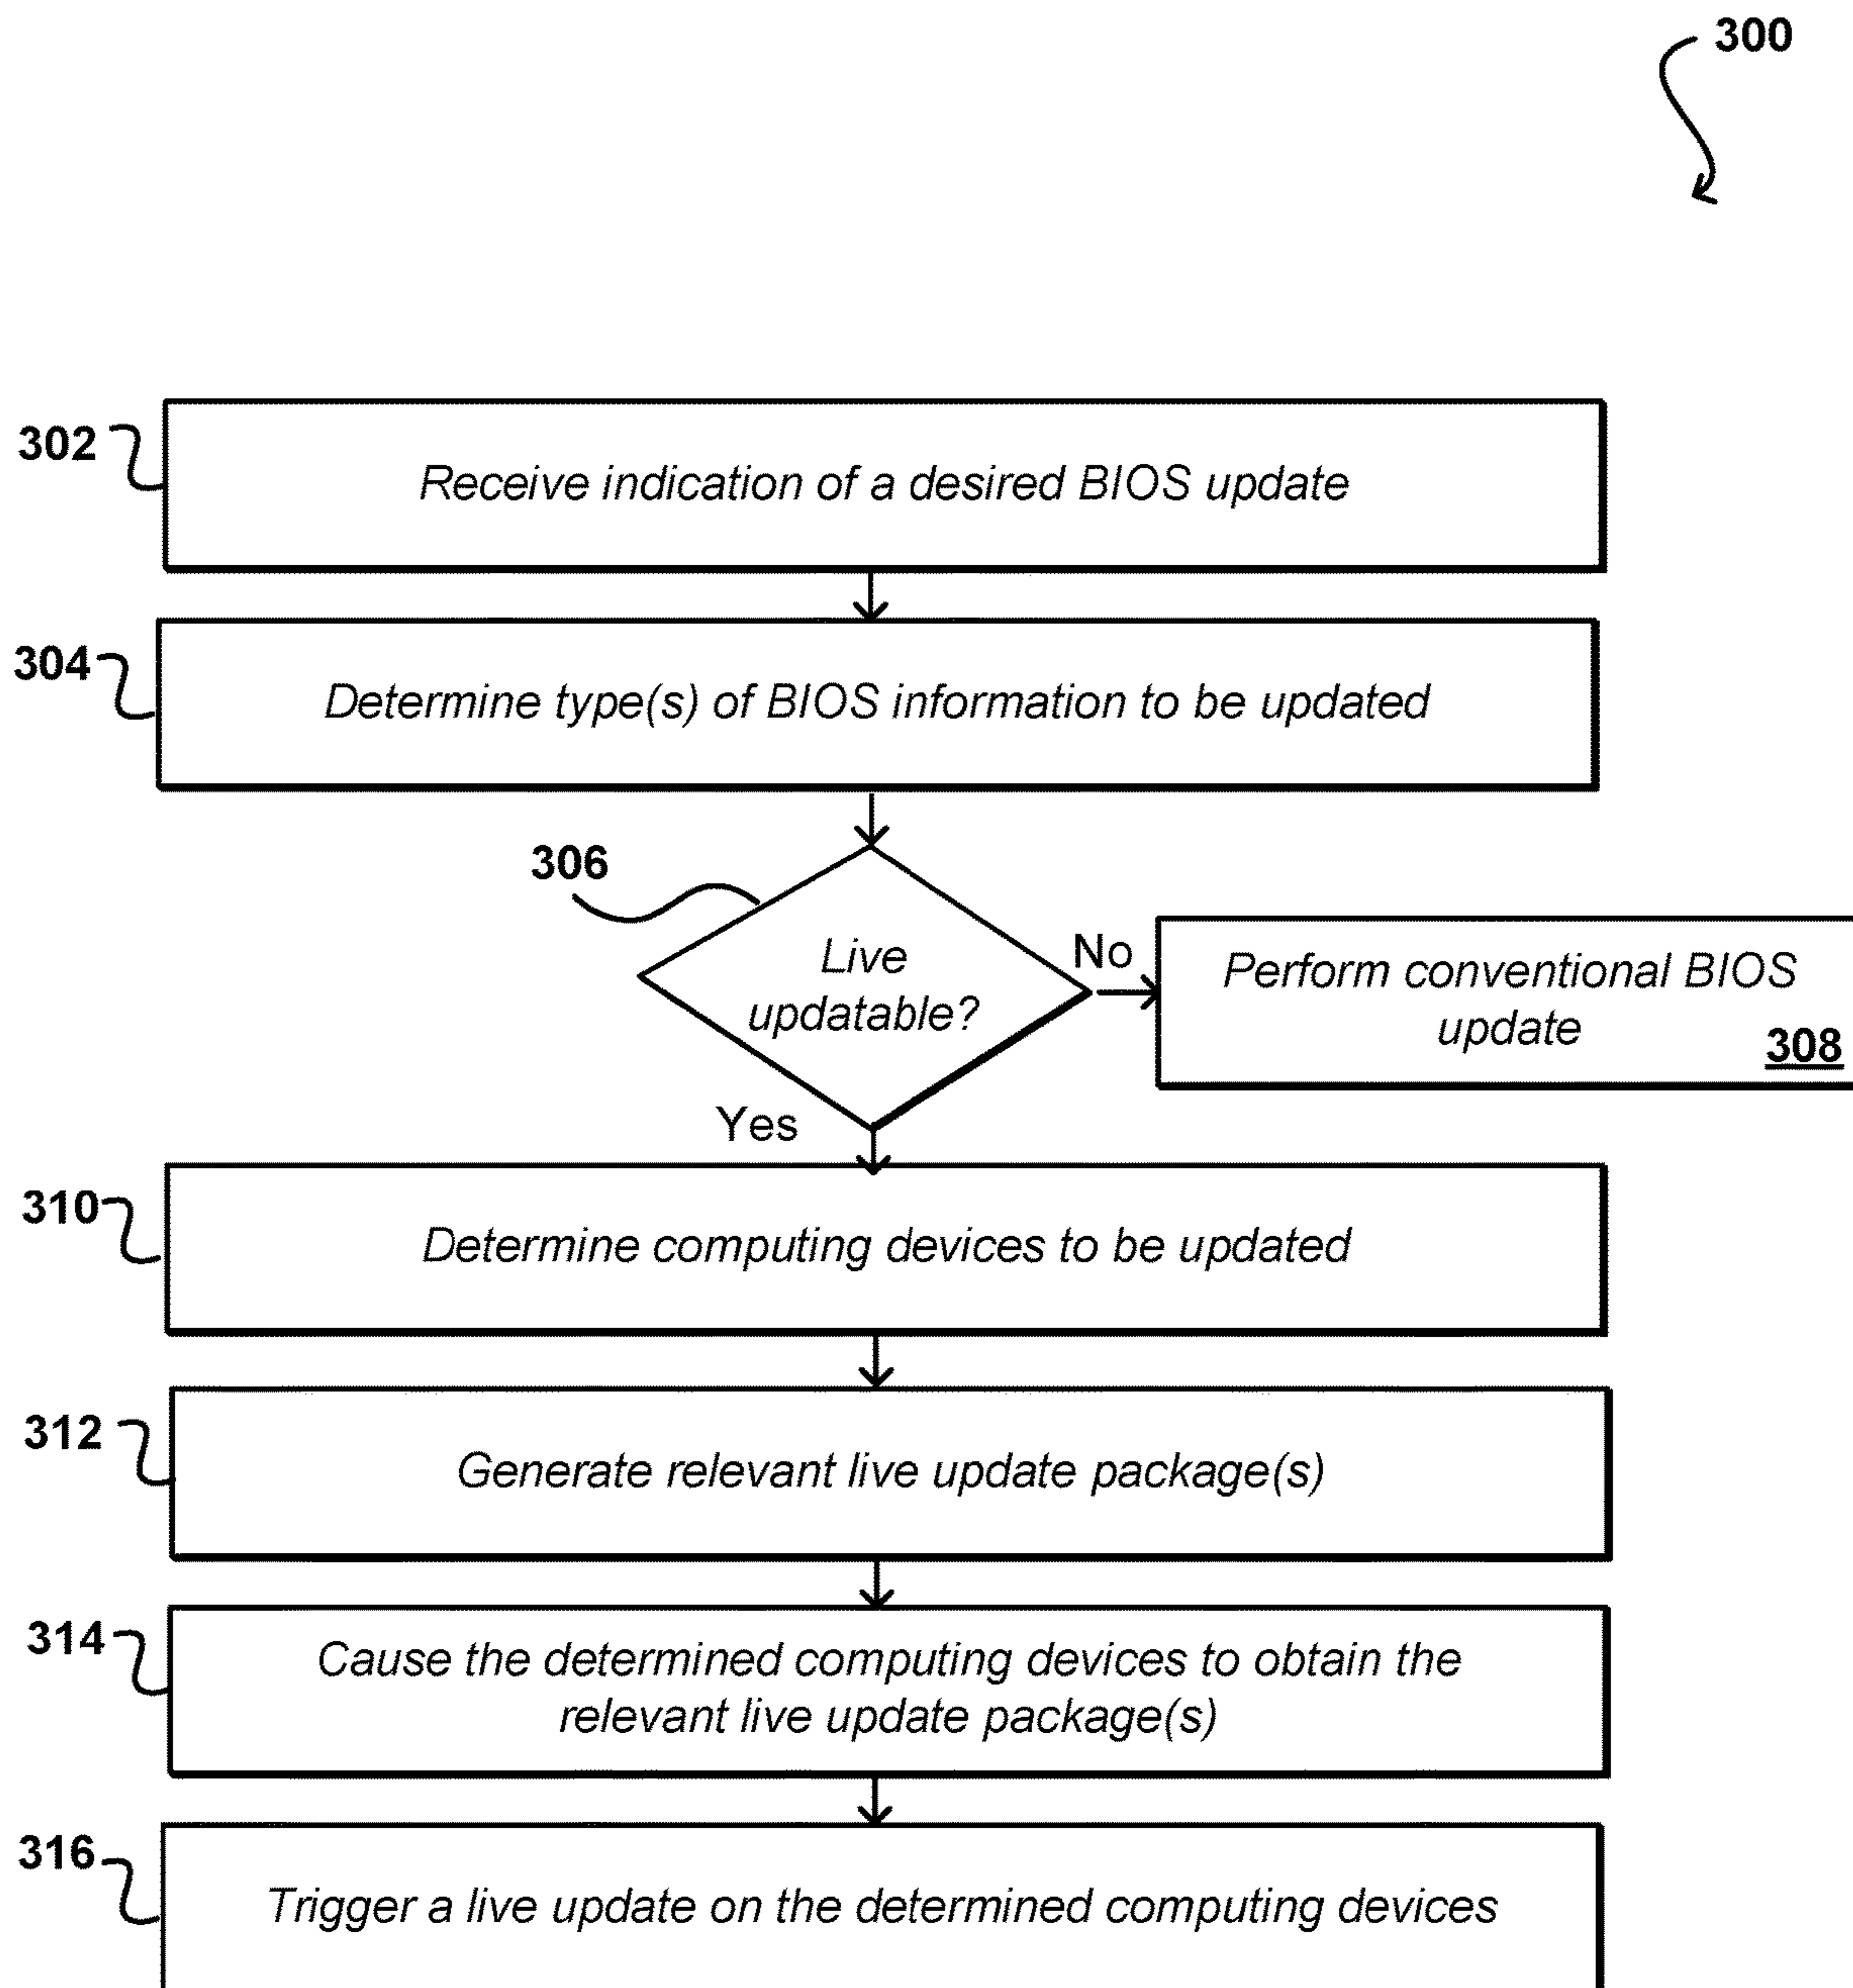 300
302
Receive indication of a desired BIOS update
304
Determine type(s) of BIOS information to be updated
306
Live
updatable?
No
Perform conventional BIOS
update
308
Yes
310
Determine computing devices to be updated
312
Generate relevant live update package(s)
314
Cause the determined computing devices to obtain the
relevant live update package(s)
316
Trigger a live update on the determined computing devices